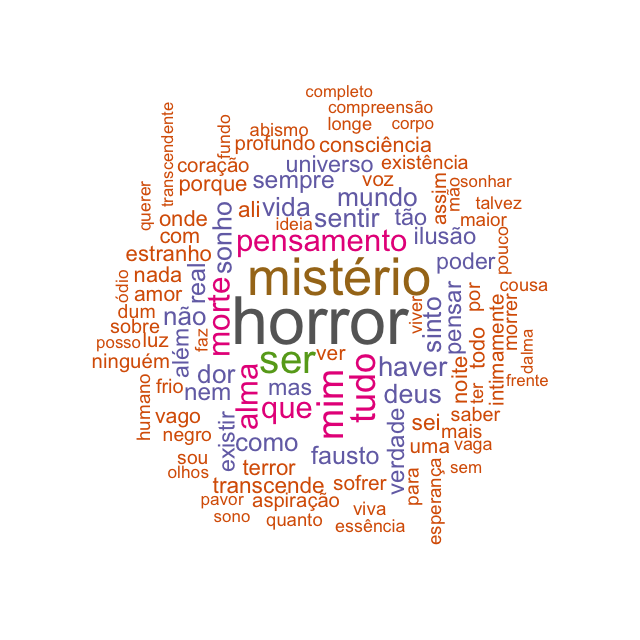 completo
compreensão
transcendente
fundo
abismo
longe
corpo
profundo
consciência
coração
universo
existência
porque
sempre
voz
assim
mão
sonhar
querer
ali
vida
mundo
talvez
onde
sonho
ideia
sentir
tão
maior
com
pensamento
ilusão
pouco
estranho
real
mistério
poder
nada
ódio
morte
cousa
amor
horror
viver
sinto
pensar
por
morrer
dum
não
sobre
luz
além
faz
posso
ninguém
ser
ver
haver
todo
intimamente
dalma
frio
dor
mas
mim
tudo
noite
ter
frente
humano
nem
alma
que
deus
vago
sei
saber
negro
existir
como
verdade
uma
mais
vaga
sou
terror
fausto
sem
olhos
transcende
sofrer
para
esperança
pavor
aspiração
viva
sono
quanto
essência